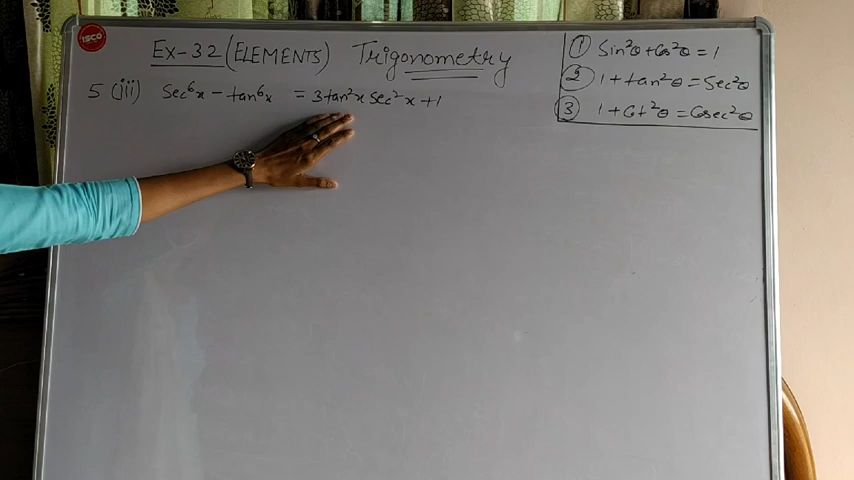 ISCO
Ex-32 (ELEMENTS) Trigonometry
5 (iii) Sec⁶x - tan⁶x = 3tan²x Sec²x + 1
① Sin²θ + Cos²θ = 1
② 1 + tan²θ = Sec²θ
③ 1 + Cot²θ = Cosec²θ